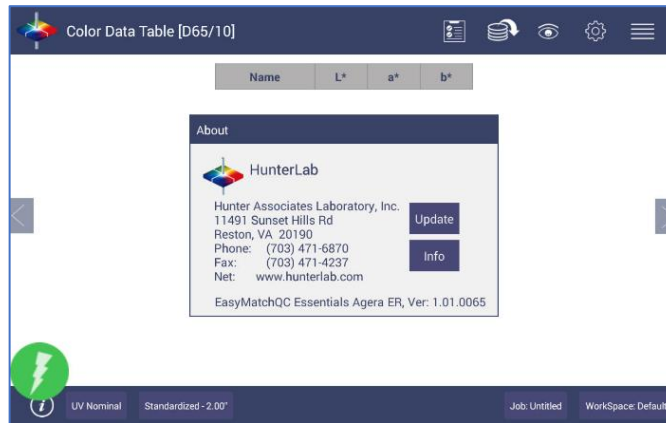 Color Data Table [D65/10]
Name L* a* b*
About
HunterLab
Hunter Associates Laboratory, Inc.
11491 Sunset Hills Rd
Reston, VA 20190
Phone: (703) 471-6870
Fax: (703) 471-4237
Net: www.hunterlab.com
Update
Info
EasyMatchQC Essentials Agera ER, Ver: 1.01.0065
i UV Nominal Standardized - 2.00" Job: Untitled WorkSpace: Default